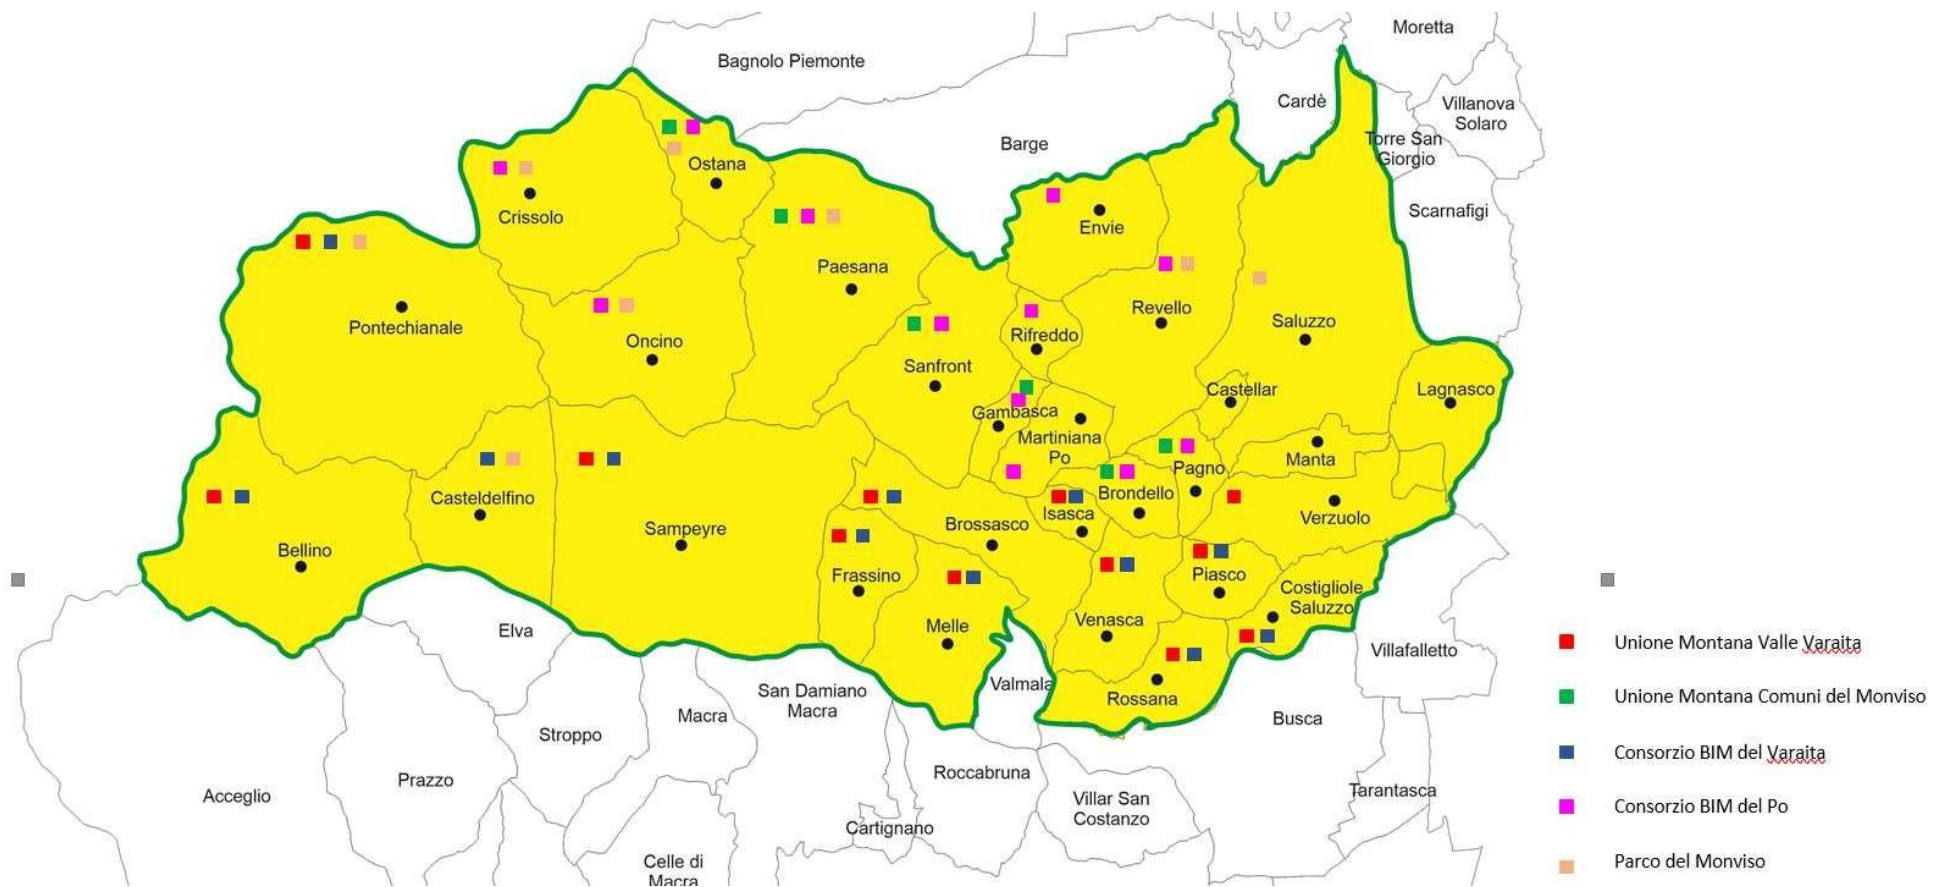 Moretta
Bagnolo Piemonte
Cardè
Villanova
Solaro
Barge
Torre San
Giorgio
Ostana
Crissolo
Scarnafigi
Envie
Paesana
Pontechianale
Oncino
Revello
Rifreddo
Saluzzo
Sanfront
Castellar
Lagnasco
Gambasca
Martiniana
Po
Manta
Pagno
Casteldelfino
Brondello
Isasca
Verzuolo
Sampeyre
Brossasco
Bellino
Frassino
Piasco
Costigliole
Saluzzo
Melle
Venasca
Elva
Villafalletto
Valmala
San Damiano
Macra
Rossana
Macra
Busca
Stroppo
Roccabruna
Prazzo
Acceglio
Villar San
Costanzo
Tarantasca
Cartignano
Celle di
Macra
Unione Montana Valle Varaita
Unione Montana Comuni del Monviso
Consorzio BIM del Varaita
Consorzio BIM del Po
Parco del Monviso